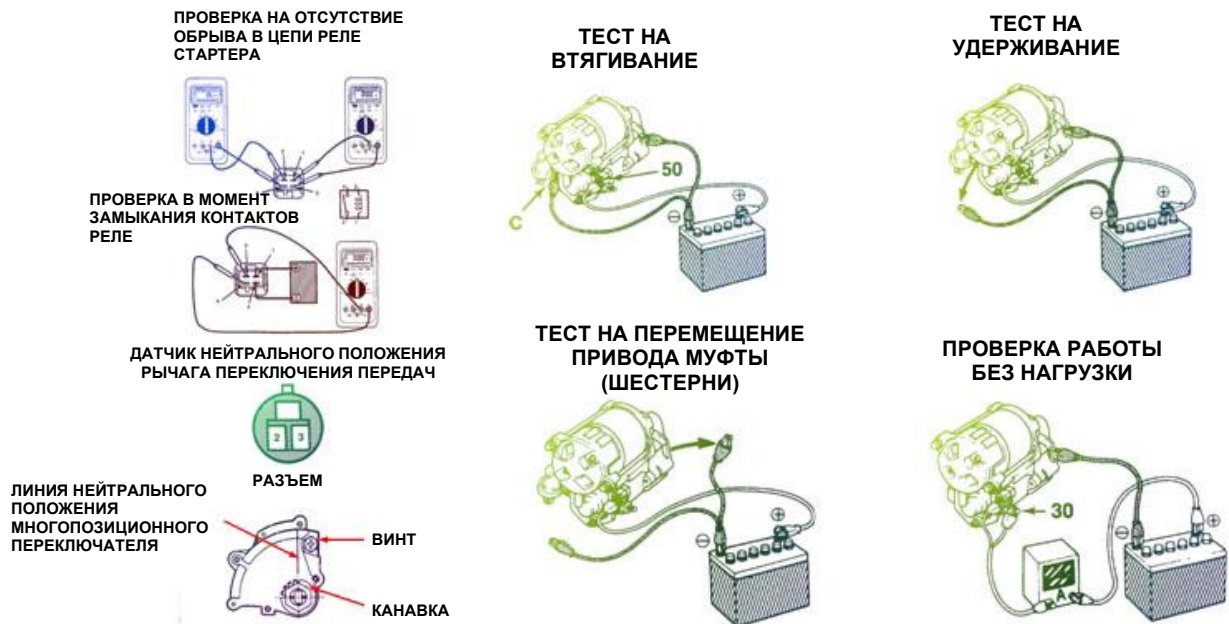 ПРОВЕРКА НА ОТСУТСТВИЕ
ОБРЫВА В ЦЕПИ РЕЛЕ
СТАРТЕРА
ПРОВЕРКА В МОМЕНТ
ЗАМЫКАНИЯ КОНТАКТОВ
РЕЛЕ
ДАТЧИК НЕЙТРАЛЬНОГО ПОЛОЖЕНИЯ
РЫЧАГА ПЕРЕКЛЮЧЕНИЯ ПЕРЕДАЧ
2 3
РАЗЪЕМ
ЛИНИЯ НЕЙТРАЛЬНОГО
ПОЛОЖЕНИЯ
МНОГОПОЗИЦИОННОГО
ПЕРЕКЛЮЧАТЕЛЯ
ВИНТ
КАНАВКА
ТЕСТ НА
ВТЯГИВАНИЕ
50
C
⊖ ⊕
ТЕСТ НА
УДЕРЖИВАНИЕ
⊖ ⊕
ТЕСТ НА ПЕРЕМЕЩЕНИЕ
ПРИВОДА МУФТЫ
(ШЕСТЕРНИ)
⊖ ⊕
ПРОВЕРКА РАБОТЫ
БЕЗ НАГРУЗКИ
30
⊖ ⊕
A